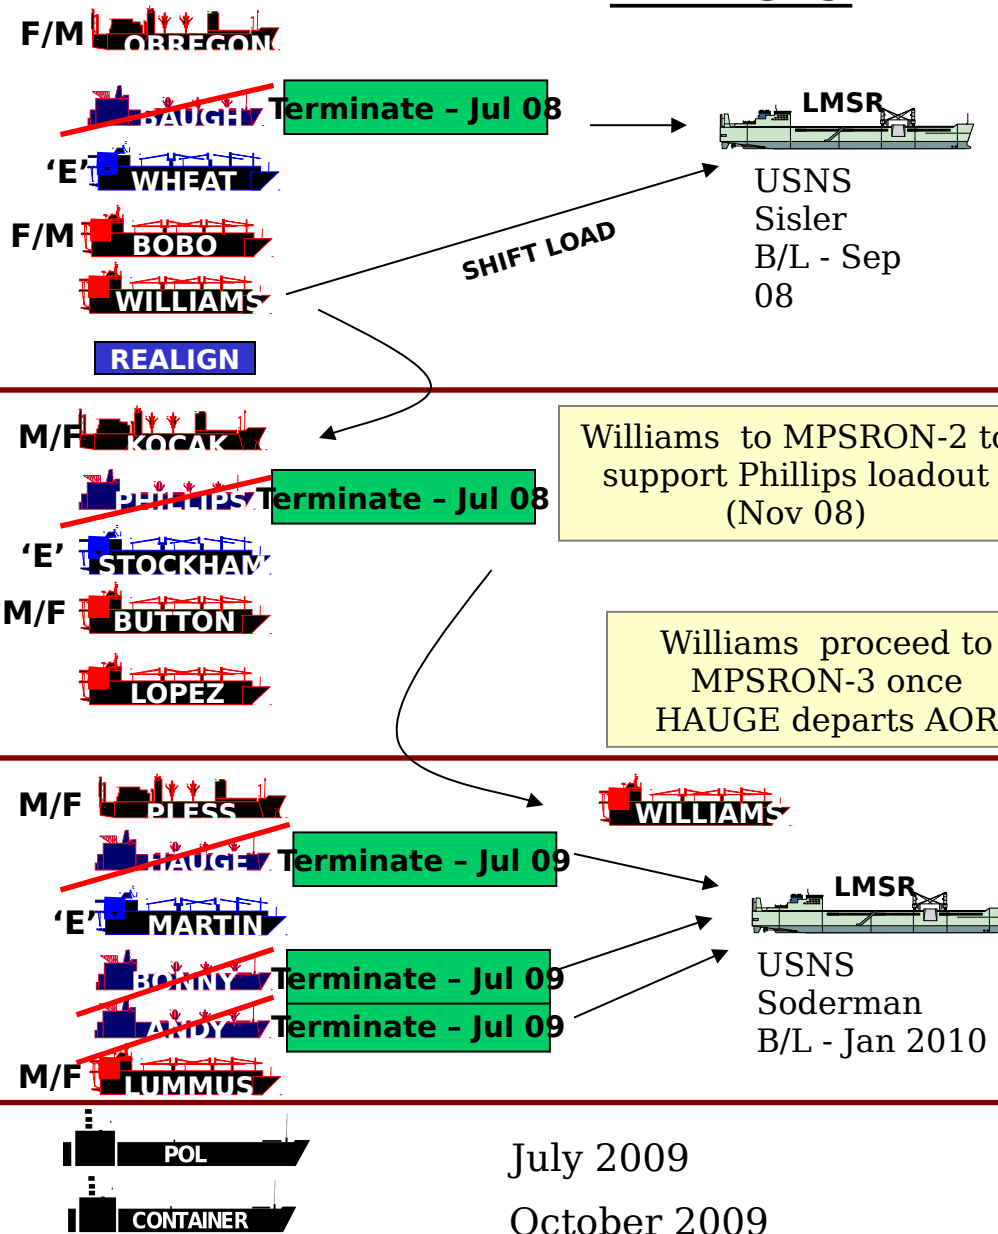 F/M
OBREGON
BAUGH
Terminate – Jul 08
LMSR
‘E’
WHEAT
USNS
Sisler
B/L - Sep
08
F/M
BOBO
SHIFT LOAD
WILLIAMS
REALIGN
M/F
KOCAK
Williams to MPSRON-2 to
support Phillips loadout
(Nov 08)
PHILLIPS
Terminate – Jul 08
‘E’
STOCKHAM
M/F
BUTTON
Williams proceed to
MPSRON-3 once
HAUGE departs AOR
LOPEZ
M/F
PLESS
WILLIAMS
HAUGE
Terminate – Jul 09
LMSR
‘E’
MARTIN
BONNY
Terminate – Jul 09
USNS
Soderman
B/L - Jan 2010
ANDY
Terminate – Jul 09
M/F
LUMMUS
POL
July 2009
CONTAINER
October 2009